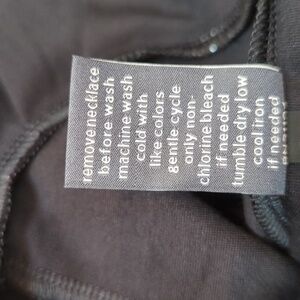 remove necklace
before wash
machine wash
cold with
like colors
gentle cycle
only non-
chlorine bleach
if needed
tumble dry low
cool iron
if needed